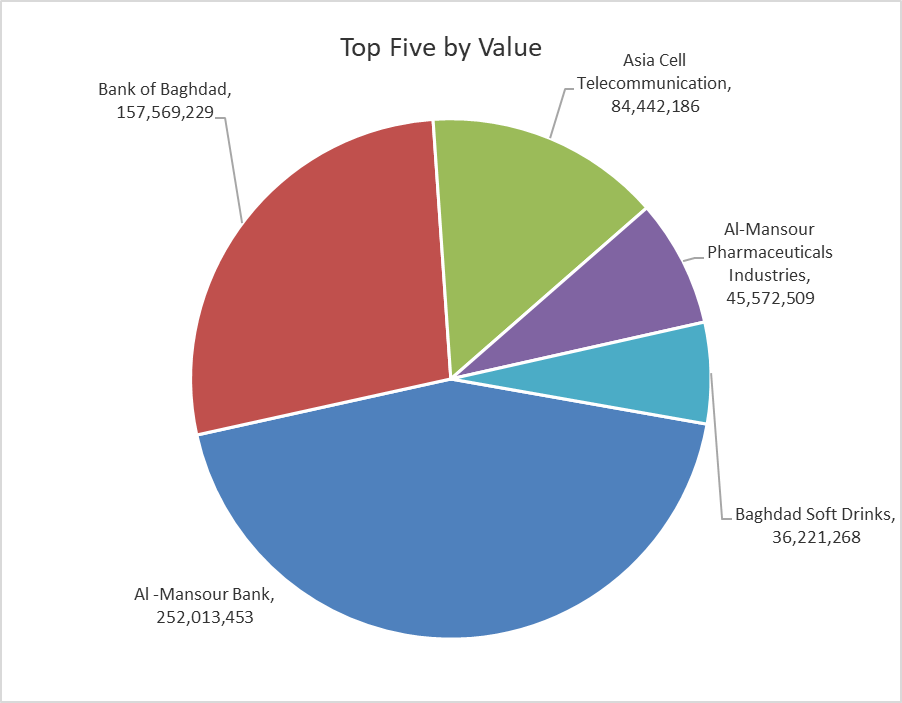 Top Five by Value
Bank of Baghdad,
157,569,229
Asia Cell
Telecommunication,
84,442,186
Al-Mansour
Pharmaceuticals
Industries,
45,572,509
Baghdad Soft Drinks,
36,221,268
Al -Mansour Bank,
252,013,453